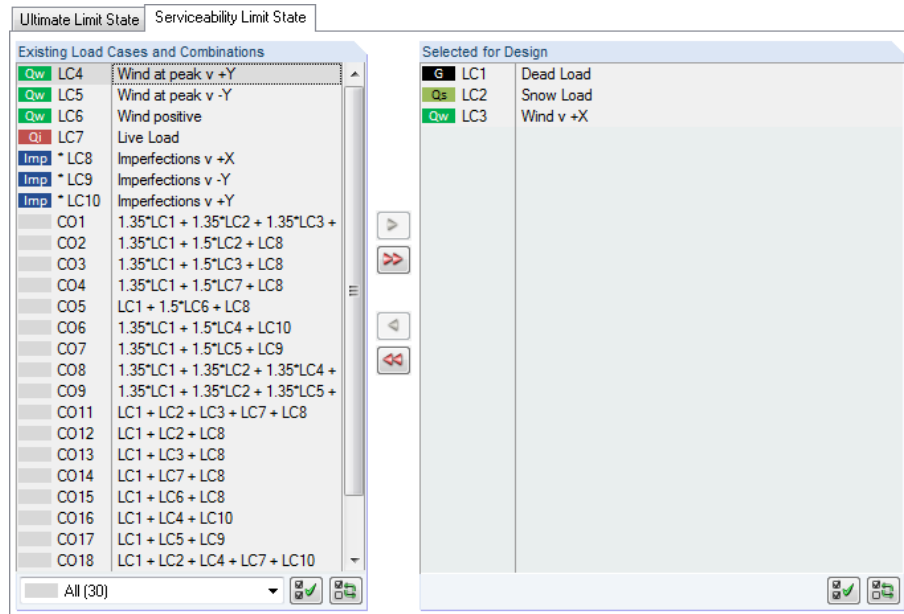 Ultimate Limit State Serviceability Limit State
Existing Load Cases and Combinations
Qw LC4 Wind at peak v +Y
Qw LC5 Wind at peak v -Y
Qw LC6 Wind positive
Qi LC7 Live Load
Imp * LC8 Imperfections v +X
Imp * LC9 Imperfections v -Y
Imp * LC10 Imperfections v +Y
CO1 1.35*LC1 + 1.35*LC2 + 1.35*LC3 +
CO2 1.35*LC1 + 1.5*LC2 + LC8
CO3 1.35*LC1 + 1.5*LC3 + LC8
CO4 1.35*LC1 + 1.5*LC7 + LC8
CO5 LC1 + 1.5*LC6 + LC8
CO6 1.35*LC1 + 1.5*LC4 + LC10
CO7 1.35*LC1 + 1.5*LC5 + LC9
CO8 1.35*LC1 + 1.35*LC2 + 1.35*LC4 +
CO9 1.35*LC1 + 1.35*LC2 + 1.35*LC5 +
CO11 LC1 + LC2 + LC3 + LC7 + LC8
CO12 LC1 + LC2 + LC8
CO13 LC1 + LC3 + LC8
CO14 LC1 + LC7 + LC8
CO15 LC1 + LC6 + LC8
CO16 LC1 + LC4 + LC10
CO17 LC1 + LC5 + LC9
CO18 LC1 + LC2 + LC4 + LC7 + LC10
All (30)
Selected for Design
G LC1 Dead Load
Qs LC2 Snow Load
Qw LC3 Wind v +X